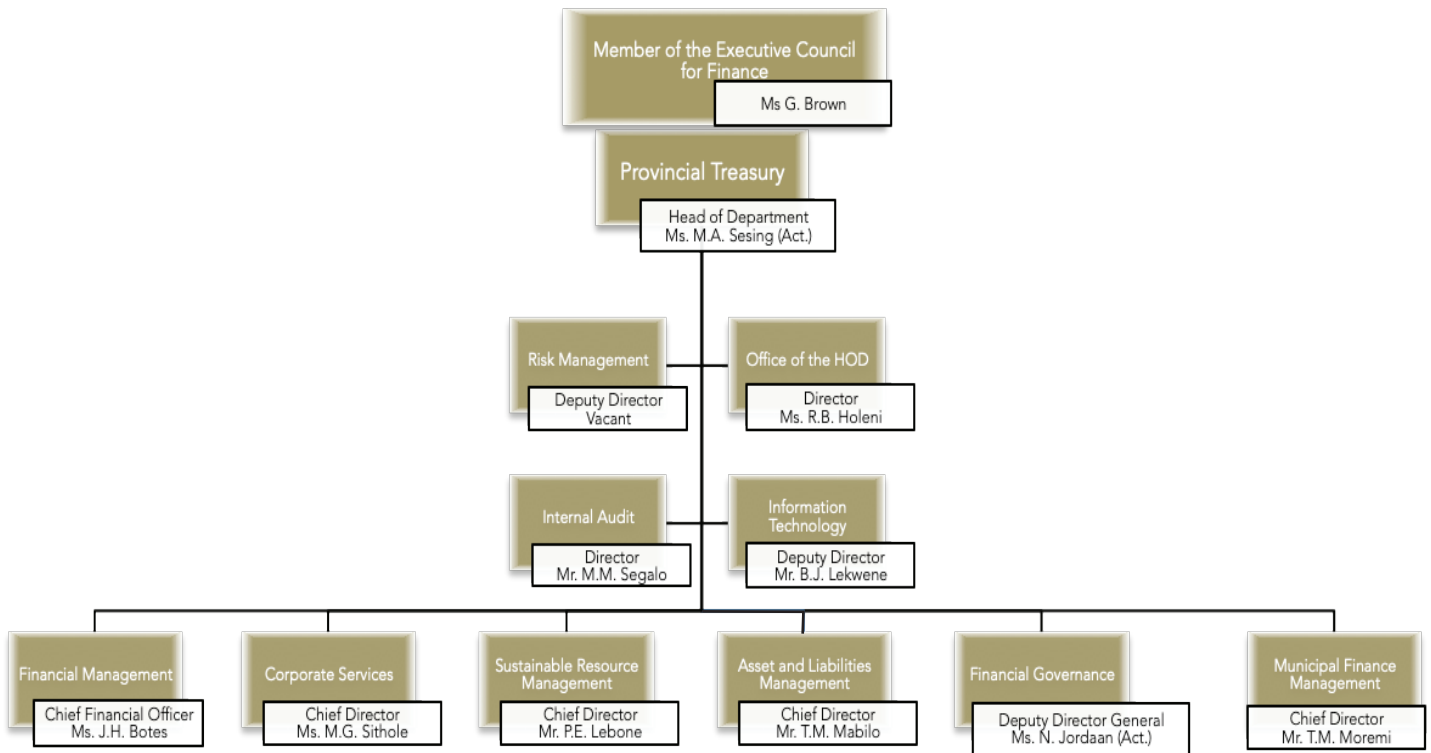 Member of the Executive Council
for Finance
Ms G. Brown
Provincial Treasury
Head of Department
Ms. M.A. Sesing (Act.)
Risk Management
Deputy Director
Vacant
Office of the HOD
Director
Ms. R.B. Holeni
Internal Audit
Director
Mr. M.M. Segalo
Information
Technology
Deputy Director
Mr. B.J. Lekwene
Financial Management
Chief Financial Officer
Ms. J.H. Botes
Corporate Services
Chief Director
Ms. M.G. Sithole
Sustainable Resource
Management
Chief Director
Mr. P.E. Lebone
Asset and Liabilities
Management
Chief Director
Mr. T.M. Mabilo
Financial Governance
Deputy Director General
Ms. N. Jordaan (Act.)
Municipal Finance
Management
Chief Director
Mr. T.M. Moremi